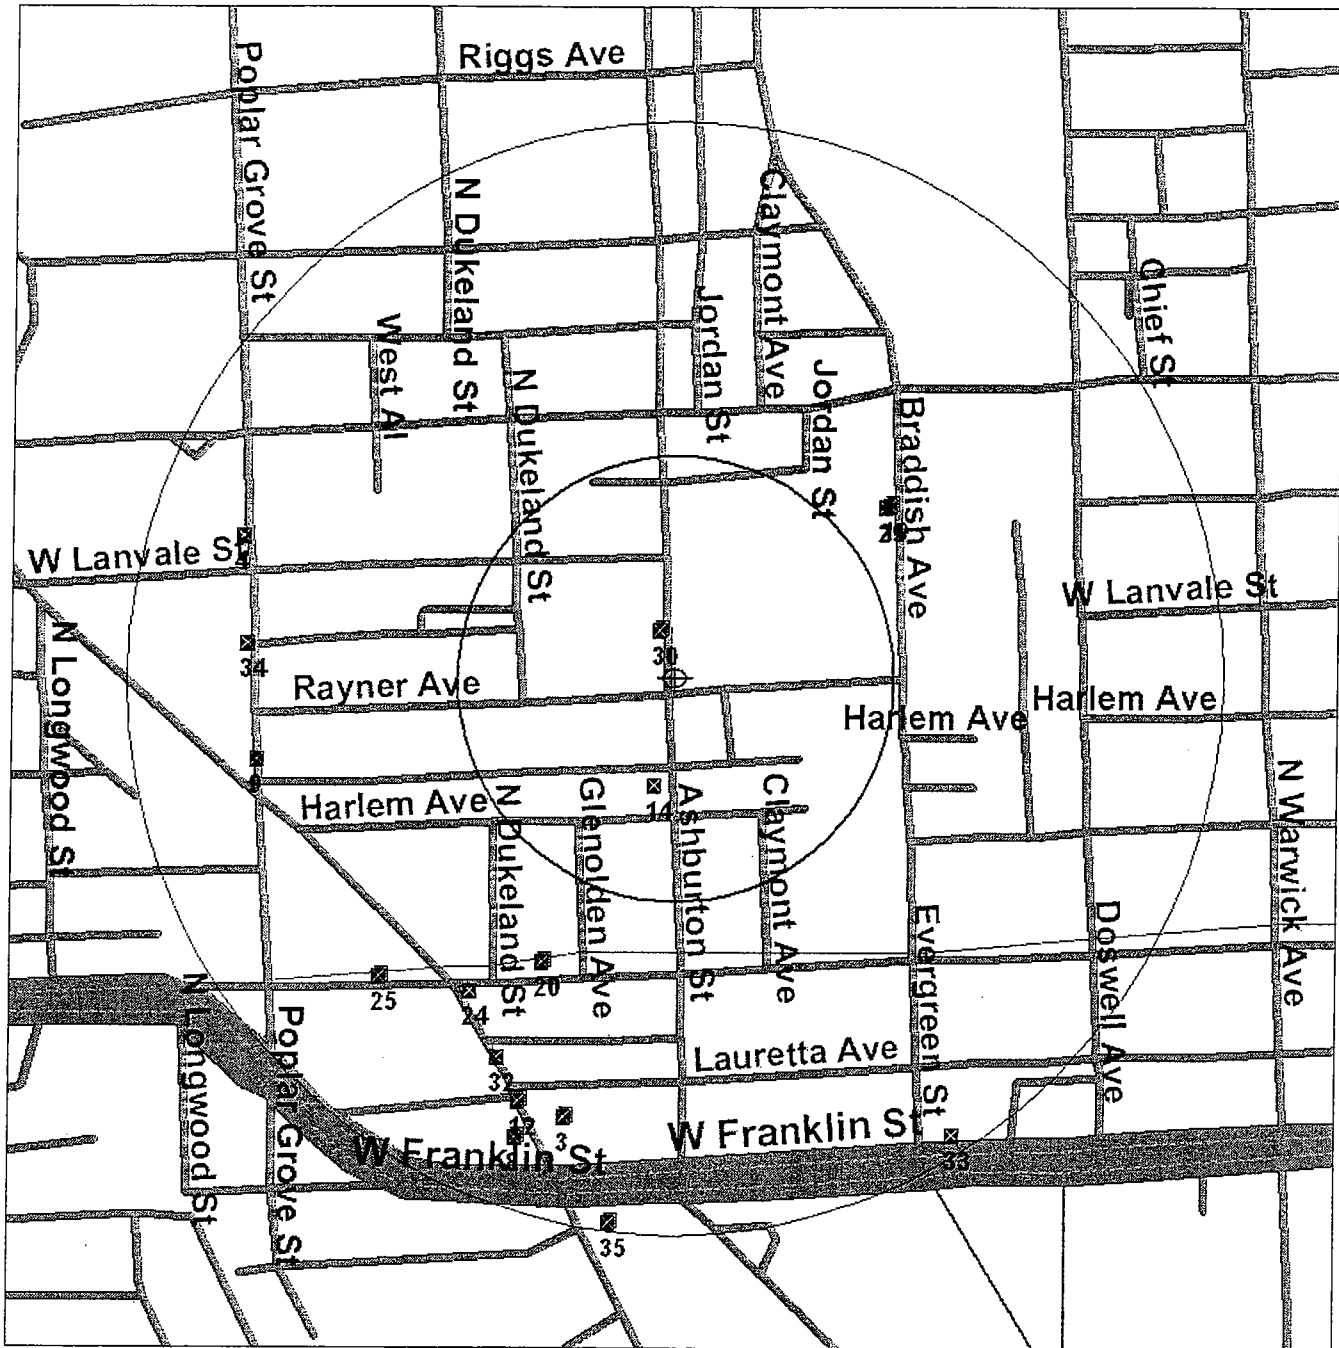 Riggs Ave
Poplar Grove St
N Dukeland St
Claymont Ave
Chief St
Jordan St
West Al
N Dukeland St
Jordan St
Braddish Ave
W Lanvale St
W Lanvale St
N Longwood St
34
30
Rayner Ave
Harlem Ave
Harlem Ave
Harlem Ave
14
N Dukeland St
Glenolden Ave
Ashburton St
Claymont Ave
N Warwick Ave
Evergreen St
Doswell Ave
25
24
20
N Longwood St
Poplar Grove St
Lauretta Ave
32
3
W Franklin St
W Franklin St
33
35